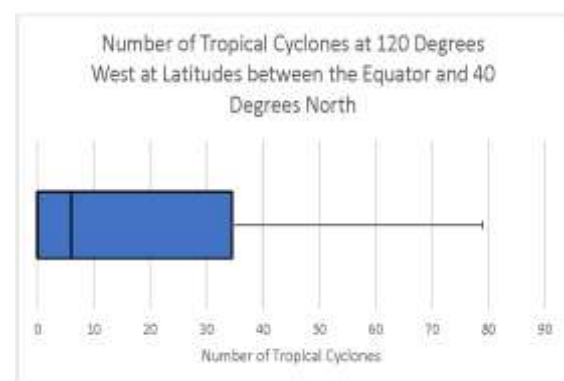 Number of Tropical Cyclones at 120 Degrees
West at Latitudes between the Equator and 40
Degrees North
0 10 20 30 40 50 60 70 80 90
Number of Tropical Cyclones